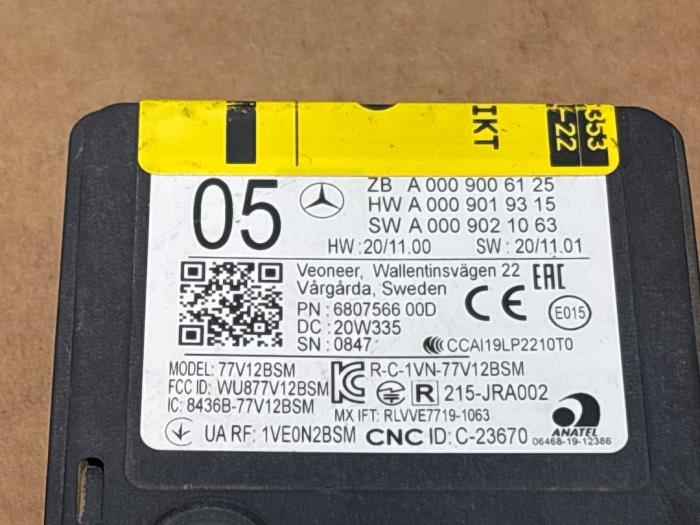 IKT
353
-22
05
ZB A 000 900 61 25
HW A 000 901 93 15
SW A 000 902 10 63
HW :20/11.00 SW : 20/11.01
Veoneer, Wallentinsvägen 22
Vårgårda, Sweden
PN : 6807566 00D
DC : 20W335
SN : 0847
CE
EAC
E015
CCAI19LP2210T0
MODEL: 77V12BSM
R-C-1VN-77V12BSM
FCC ID: WU877V12BSM
R 215-JRA002
IC: 8436B-77V12BSM
MX IFT: RLVVE7719-1063
UA RF: 1VE0N2BSM CNC ID: C-23670
ANATEL
06468-19-12386